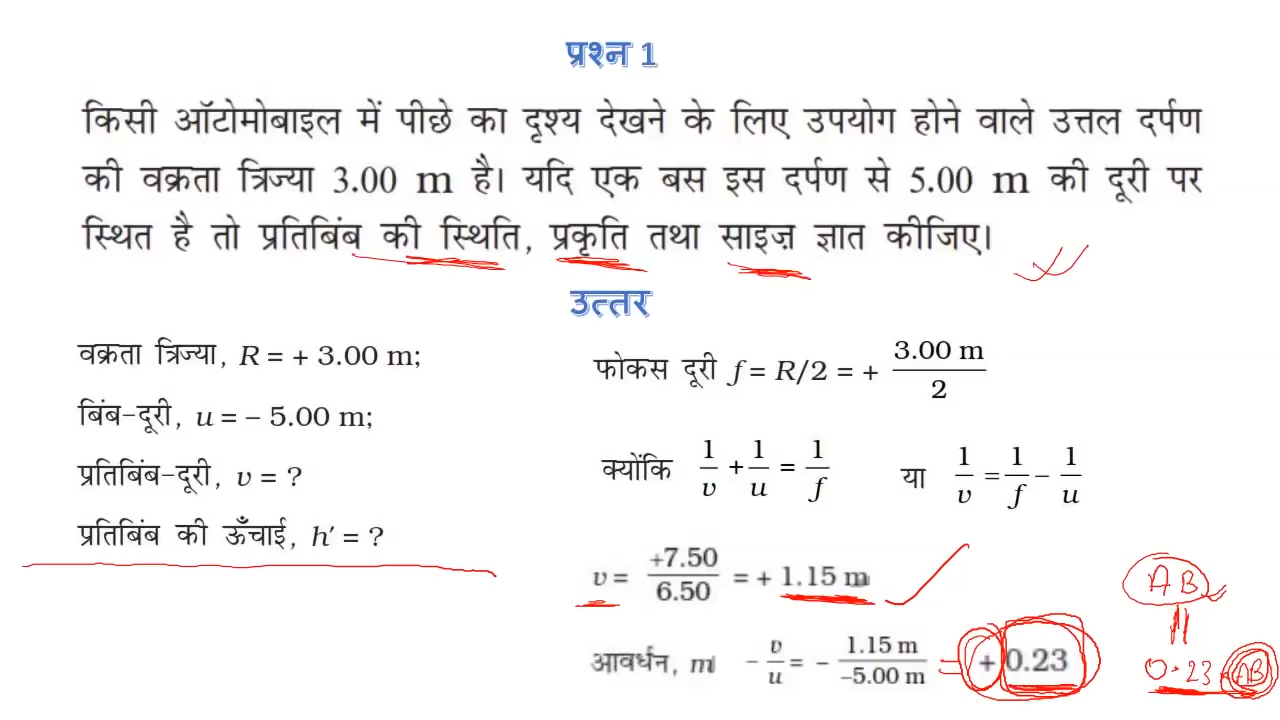 प्रश्न 1
किसी ऑटोमोबाइल में पीछे का दृश्य देखने के लिए उपयोग होने वाले उत्तल दर्पण
की वक्रता त्रिज्या 3.00 m है। यदि एक बस इस दर्पण से 5.00 m की दूरी पर
स्थित है तो प्रतिबिंब की स्थिति, प्रकृति तथा साइज़ ज्ञात कीजिए।
उत्तर
वक्रता त्रिज्या, R = + 3.00 m;
बिंब-दूरी, u = – 5.00 m;
प्रतिबिंब-दूरी, v = ?
प्रतिबिंब की ऊँचाई, h′ = ?
फोकस दूरी f = R/2 = + 3.00 m / 2
क्योंकि 1/v + 1/u = 1/f या 1/v = 1/f – 1/u
v = +7.50 / 6.50 = + 1.15 m
आवर्धन, m – v/u = – 1.15 m / –5.00 m = + 0.23
AB
0.23 AB